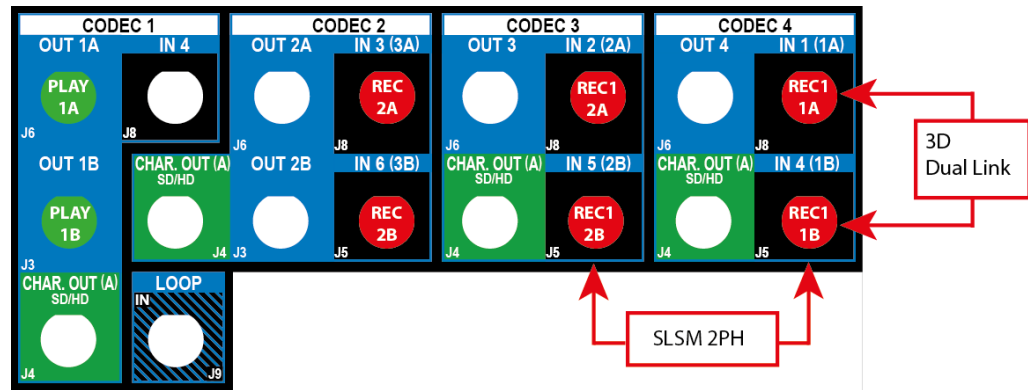 CODEC 1
CODEC 2
CODEC 3
CODEC 4
OUT 1A
IN 4
OUT 2A
IN 3 (3A)
OUT 3
IN 2 (2A)
OUT 4
IN 1 (1A)
PLAY
1A
REC
2A
REC1
2A
REC1
1A
J6
J8
J6
J8
J6
J8
J6
J8
3D
Dual Link
OUT 1B
CHAR. OUT (A)
SD/HD
OUT 2B
IN 6 (3B)
CHAR. OUT (A)
SD/HD
IN 5 (2B)
CHAR. OUT (A)
SD/HD
IN 4 (1B)
PLAY
1B
REC
2B
REC1
2B
REC1
1B
J3
J4
J3
J5
J4
J5
J4
J5
CHAR. OUT (A)
SD/HD
LOOP
IN
J4
J9
SLSM 2PH